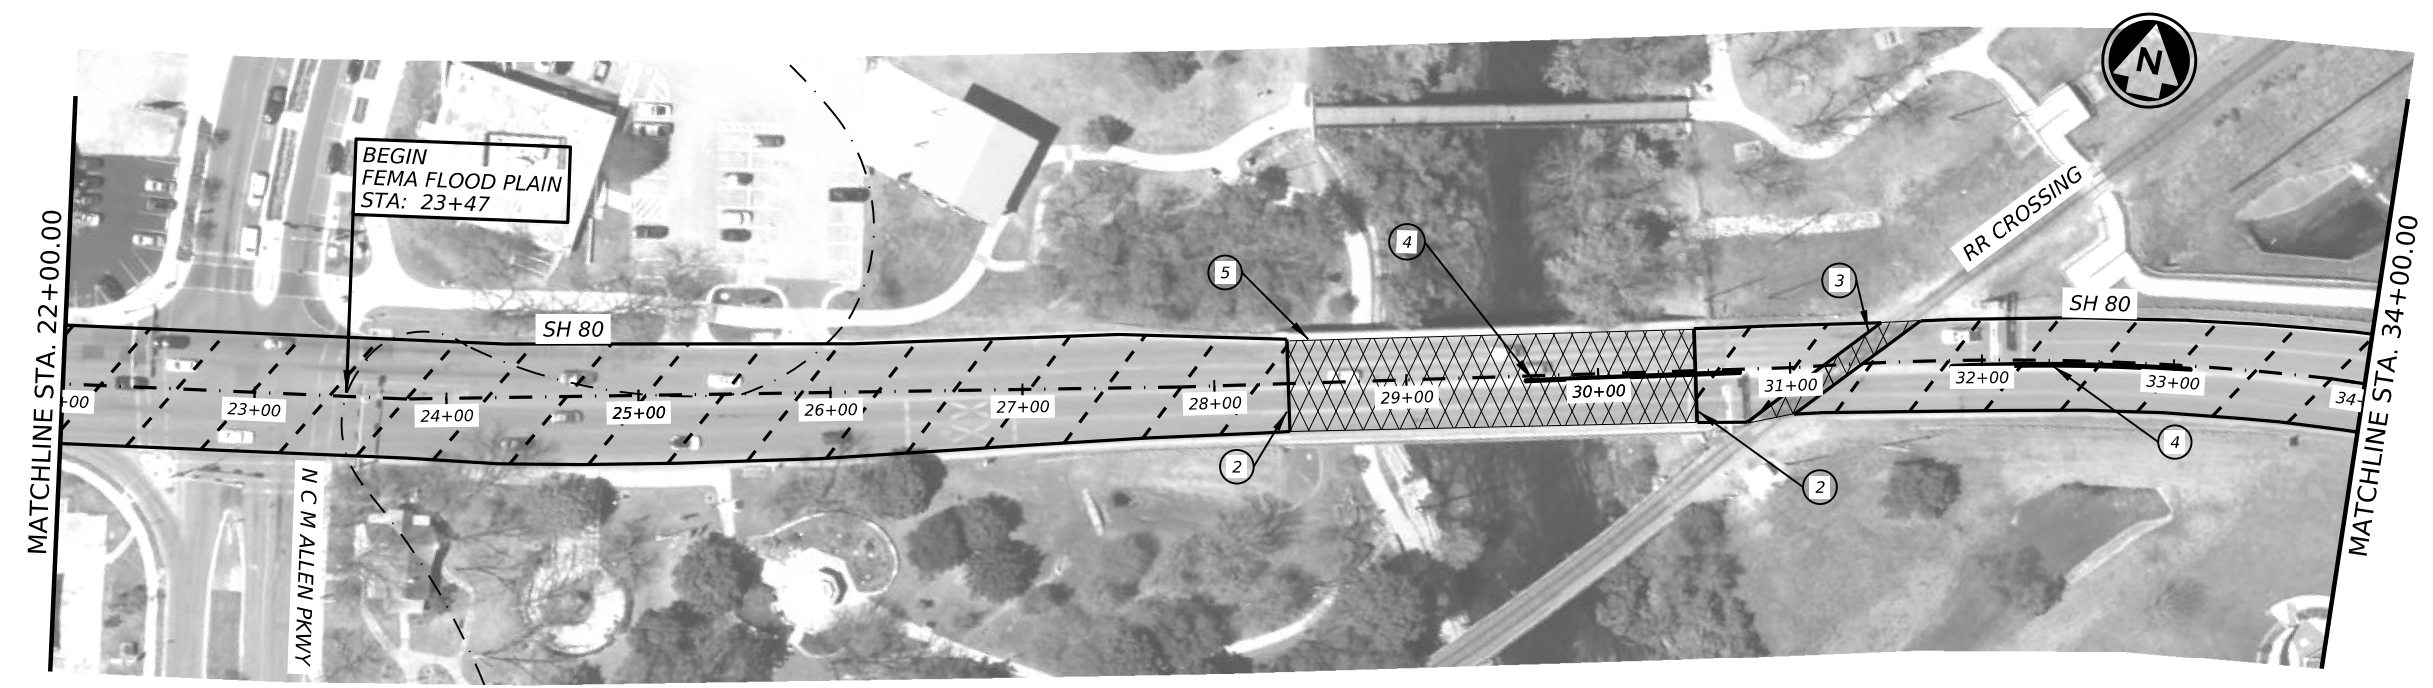 N
BEGIN
FEMA FLOOD PLAIN
STA: 23+47
MATCHLINE STA. 22+00.00
MATCHLINE STA. 34+00.00
RR CROSSING
4
5
3
SH 80
SH 80
+00
23+00
24+00
25+00
26+00
27+00
28+00
29+00
30+00
31+00
32+00
33+00
34+
2
2
4
N C M ALLEN PKWY